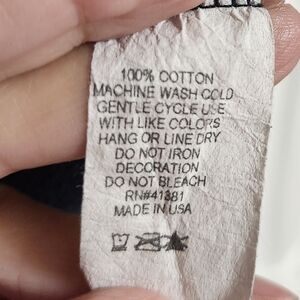 100% COTTON
MACHINE WASH COLD
GENTLE CYCLE USE
WITH LIKE COLORS
HANG OR LINE DRY
DO NOT IRON
DECORATION
DO NOT BLEACH
RN#41381
MADE IN USA